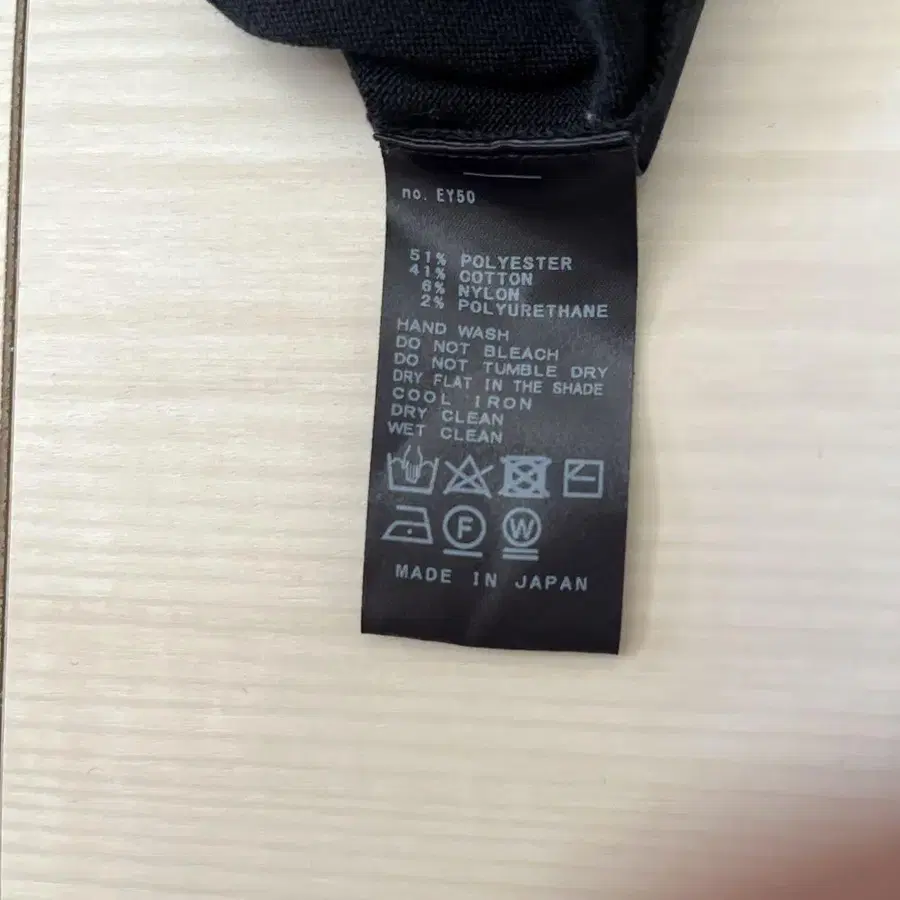 no. EY50
51% POLYESTER
41% COTTON
6% NYLON
2% POLYURETHANE
HAND WASH
DO NOT BLEACH
DO NOT TUMBLE DRY
DRY FLAT IN THE SHADE
COOL IRON
DRY CLEAN
WET CLEAN
F W
MADE IN JAPAN